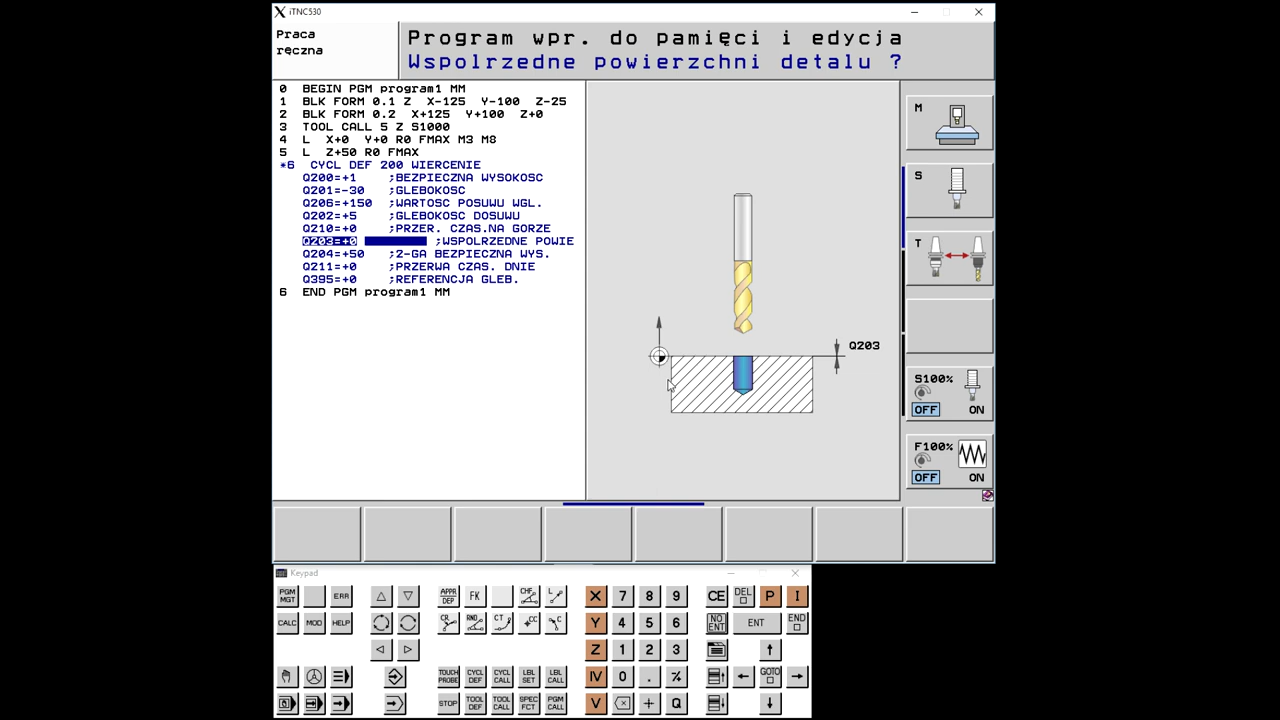 iTNC530
Praca
ręczna
Program wpr. do pamięci i edycja
Wspolrzedne powierzchni detalu ?
0 BEGIN PGM program1 MM
1 BLK FORM 0.1 Z X-125 Y-100 Z-25
2 BLK FORM 0.2 X+125 Y+100 Z+0
3 TOOL CALL 5 Z S1000
4 L X+0 Y+0 R0 FMAX M3 M8
5 L Z+50 R0 FMAX
*6 CYCL DEF 200 WIERCENIE
Q200=+1 ;BEZPIECZNA WYSOKOSC
Q201=-30 ;GLEBOKOSC
Q206=+150 ;WARTOSC POSUWU WGL.
Q202=+5 ;GLEBOKOSC DOSUWU
Q210=+0 ;PRZER. CZAS.NA GORZE
Q203=+0 ;WSPOLRZEDNE POWIE
Q204=+50 ;2-GA BEZPIECZNA WYS.
Q211=+0 ;PRZERWA CZAS. DNIE
Q395=+0 ;REFERENCJA GLEB.
6 END PGM program1 MM
Q203
M
S
T
S100%
OFF ON
F100%
OFF ON
Keypad
PGM MGT ERR APPR DEP FK CHF L X 7 8 9 CE DEL P I
CALC MOD HELP CR RND CT CC C Y 4 5 6 NO ENT ENT END
Z 1 2 3
TOUCH PROBE CYCL DEF CYCL CALL LBL SET LBL CALL IV 0 . GOTO
STOP TOOL DEF TOOL CALL SPEC FCT PGM CALL V + Q